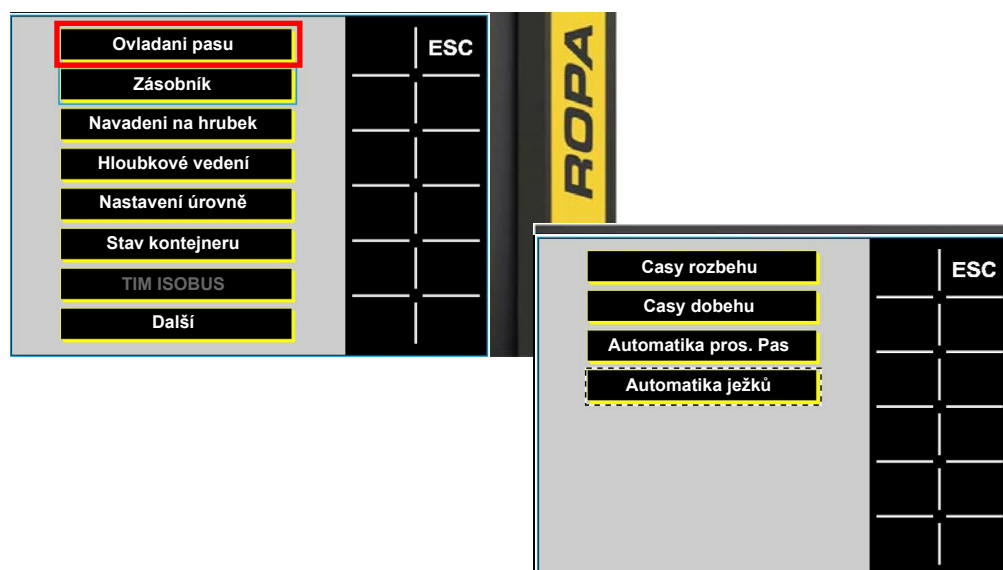 Ovladani pasu
ESC
Zásobník
Navadeni na hrubek
Hloubkové vedení
Nastavení úrovně
Stav kontejneru
TIM ISOBUS
Další
ROPA
Casy rozbehu
ESC
Casy dobehu
Automatika pros. Pas
Automatika ježků